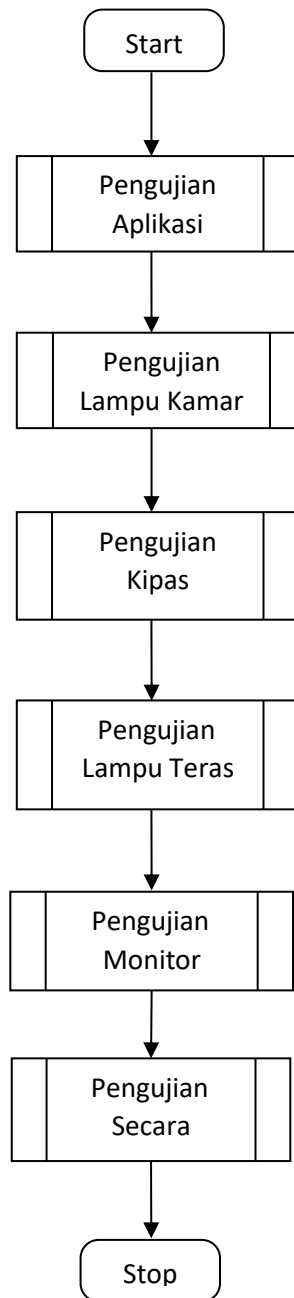 Start
Pengujian
Aplikasi
Pengujian
Lampu Kamar
Pengujian
Kipas
Pengujian
Lampu Teras
Pengujian
Monitor
Pengujian
Secara
Stop